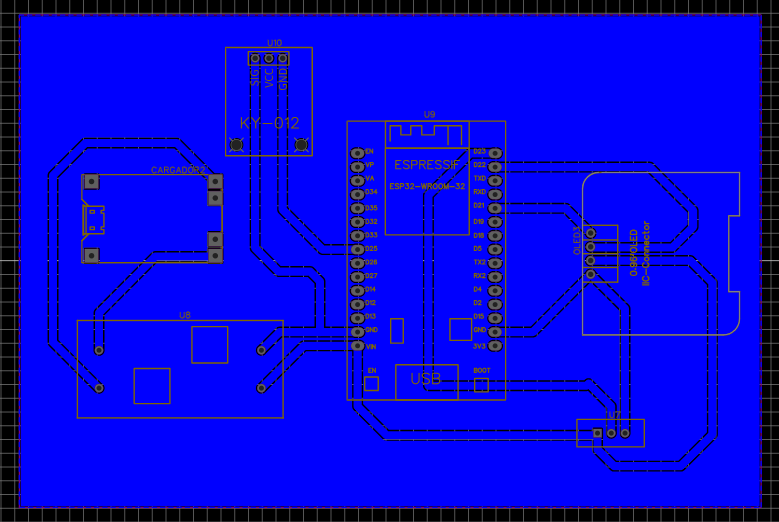 U10
SIG
VCC
GND
KY-012
U9
CARGADOR2
ESPRESSIF
ESP32-WROOM-32
EN
VP
VA
D34
D35
D32
D33
D25
D26
D27
D14
D12
D13
GND
VIN
D23
D22
TXD
RXD
D21
D19
D18
D5
TX2
RX2
D4
D2
D15
GND
3V3
OLED3
0.96 OLED
IIC-Connector
U8
EN
USB
BOOT
U7